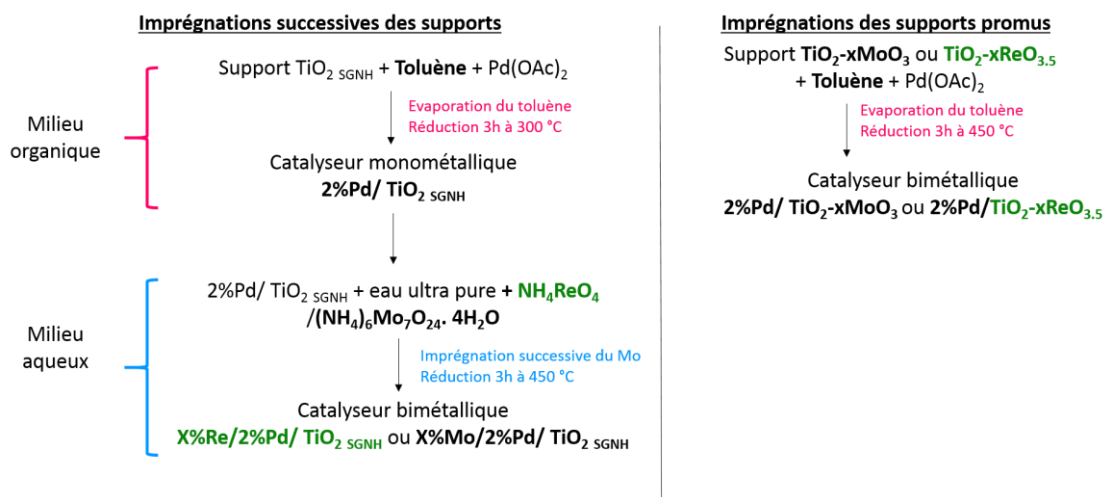 Imprégnations successives des supports
Support TiO₂ SGNH + Toluène + Pd(OAc)₂
Evaporation du toluène
Réduction 3h à 300 °C
Milieu
organique
Catalyseur monométallique
2%Pd/ TiO₂ SGNH
2%Pd/ TiO₂ SGNH + eau ultra pure + NH₄ReO₄
/(NH₄)₆Mo₇O₂₄. 4H₂O
Milieu
aqueux
Imprégnation successive du Mo
Réduction 3h à 450 °C
Catalyseur bimétallique
X%Re/2%Pd/ TiO₂ SGNH ou X%Mo/2%Pd/ TiO₂ SGNH
Imprégnations des supports promus
Support TiO₂-xMoO₃ ou TiO₂-xReO₃.₅
+ Toluène + Pd(OAc)₂
Evaporation du toluène
Réduction 3h à 450 °C
Catalyseur bimétallique
2%Pd/ TiO₂-xMoO₃ ou 2%Pd/TiO₂-xReO₃.₅